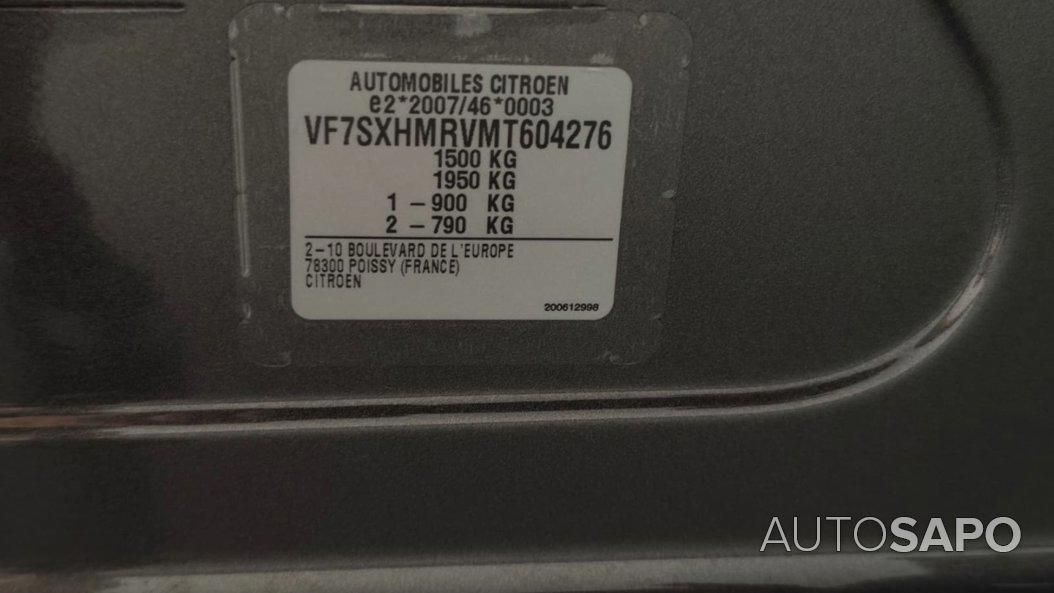 AUTOMOBILES CITROEN
e2*2007/46*0003
VF7SXHMRVMT604276
1500 KG
1950 KG
1 – 900 KG
2 – 790 KG
2–10 BOULEVARD DE L'EUROPE
78300 POISSY (FRANCE)
CITROEN
200612998
AUTOSAPO